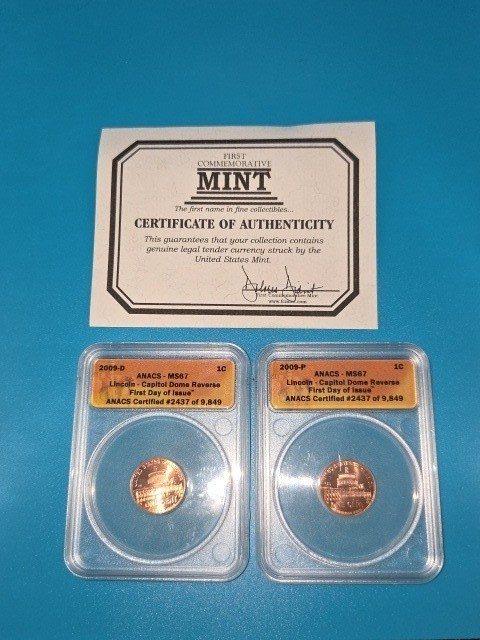 FIRST
COMMEMORATIVE
MINT
The first name in fine collectibles...
CERTIFICATE OF AUTHENTICITY
This guarantees that your collection contains
genuine legal tender currency struck by the
United States Mint.
First Commemorative Mint
2009-D 1C
ANACS - MS67
Lincoln - Capitol Dome Reverse
"First Day of Issue"
ANACS Certified #2437 of 9,849
2009-P 1C
ANACS - MS67
Lincoln - Capitol Dome Reverse
"First Day of Issue"
ANACS Certified #2437 of 9,849